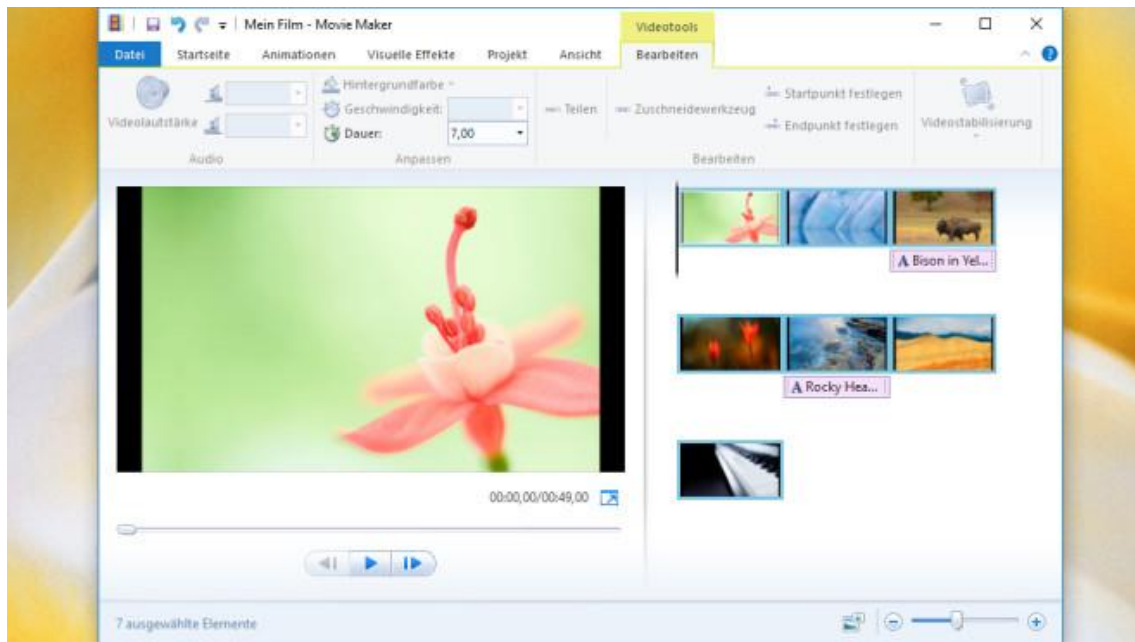 Mein Film - Movie Maker
Videotools
Datei Startseite Animationen Visuelle Effekte Projekt Ansicht Bearbeiten
Videolautstärke
Hintergrundfarbe
Geschwindigkeit:
Dauer: 7,00
Teilen
Zuschneidewerkzeug
Startpunkt festlegen
Endpunkt festlegen
Videostabilisierung
Audio Anpassen Bearbeiten
A Bison in Yel...
A Rocky Hea...
00:00,00/00:49,00
7 ausgewählte Elemente